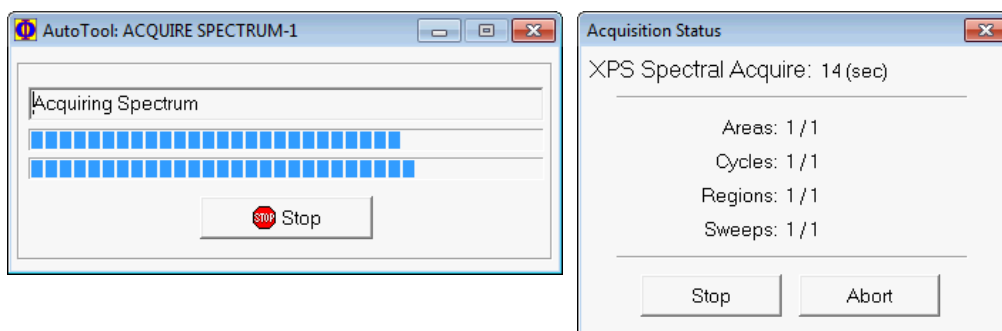 AutoTool: ACQUIRE SPECTRUM-1
Acquiring Spectrum
STOP Stop
Acquisition Status
XPS Spectral Acquire: 14 (sec)
Areas: 1 / 1
Cycles: 1 / 1
Regions: 1 / 1
Sweeps: 1 / 1
Stop
Abort